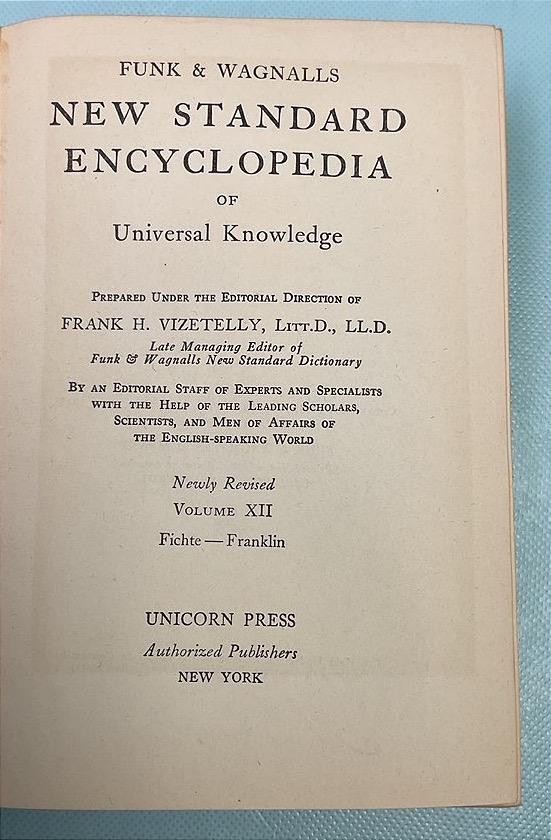 FUNK & WAGNALLS
NEW STANDARD
ENCYCLOPEDIA
OF
Universal Knowledge
Prepared Under the Editorial Direction of
FRANK H. VIZETELLY, Litt.D., LL.D.
Late Managing Editor of
Funk & Wagnalls New Standard Dictionary
By an Editorial Staff of Experts and Specialists
with the Help of the Leading Scholars,
Scientists, and Men of Affairs of
the English-speaking World
Newly Revised
Volume XII
Fichte — Franklin
UNICORN PRESS
Authorized Publishers
NEW YORK